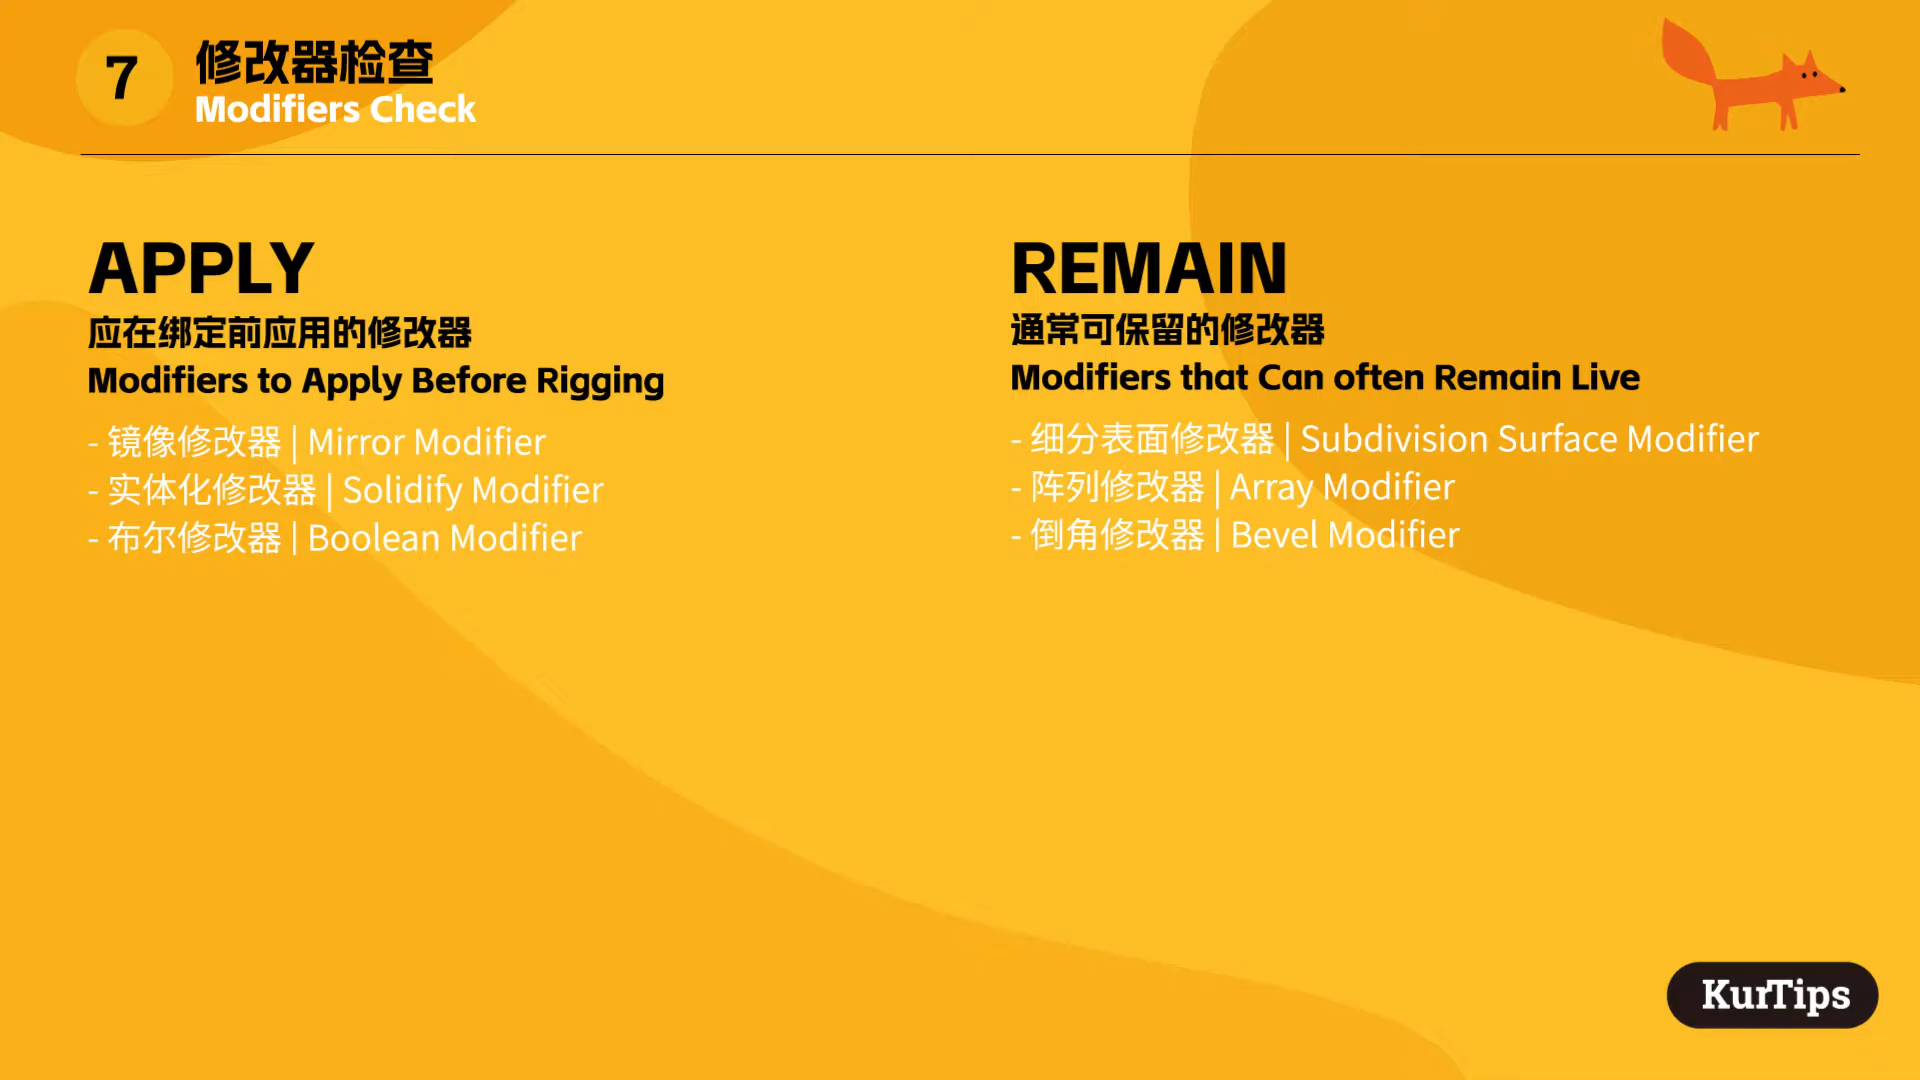 7
修改器检查
Modifiers Check
APPLY
应在绑定前应用的修改器
Modifiers to Apply Before Rigging
- 镜像修改器 | Mirror Modifier
- 实体化修改器 | Solidify Modifier
- 布尔修改器 | Boolean Modifier
REMAIN
通常可保留的修改器
Modifiers that Can often Remain Live
- 细分表面修改器 | Subdivision Surface Modifier
- 阵列修改器 | Array Modifier
- 倒角修改器 | Bevel Modifier
KurTips